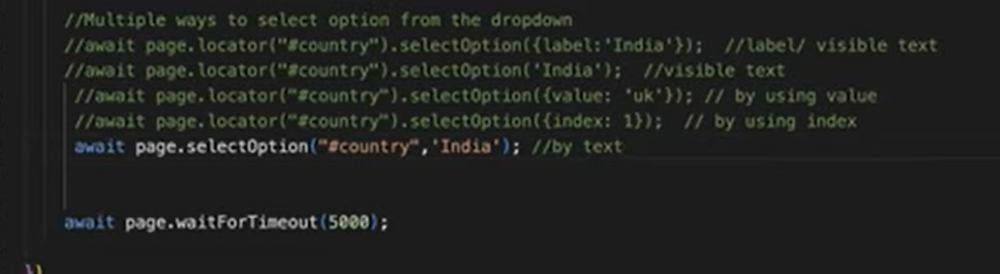 //Multiple ways to select option from the dropdown
//await page.locator("#country").selectOption({label:'India'});  //label/ visible text
//await page.locator("#country").selectOption('India');  //visible text
//await page.locator("#country").selectOption({value: 'uk'}); // by using value
//await page.locator("#country").selectOption({index: 1});  // by using index
await page.selectOption("#country",'India'); //by text
await page.waitForTimeout(5000);
})